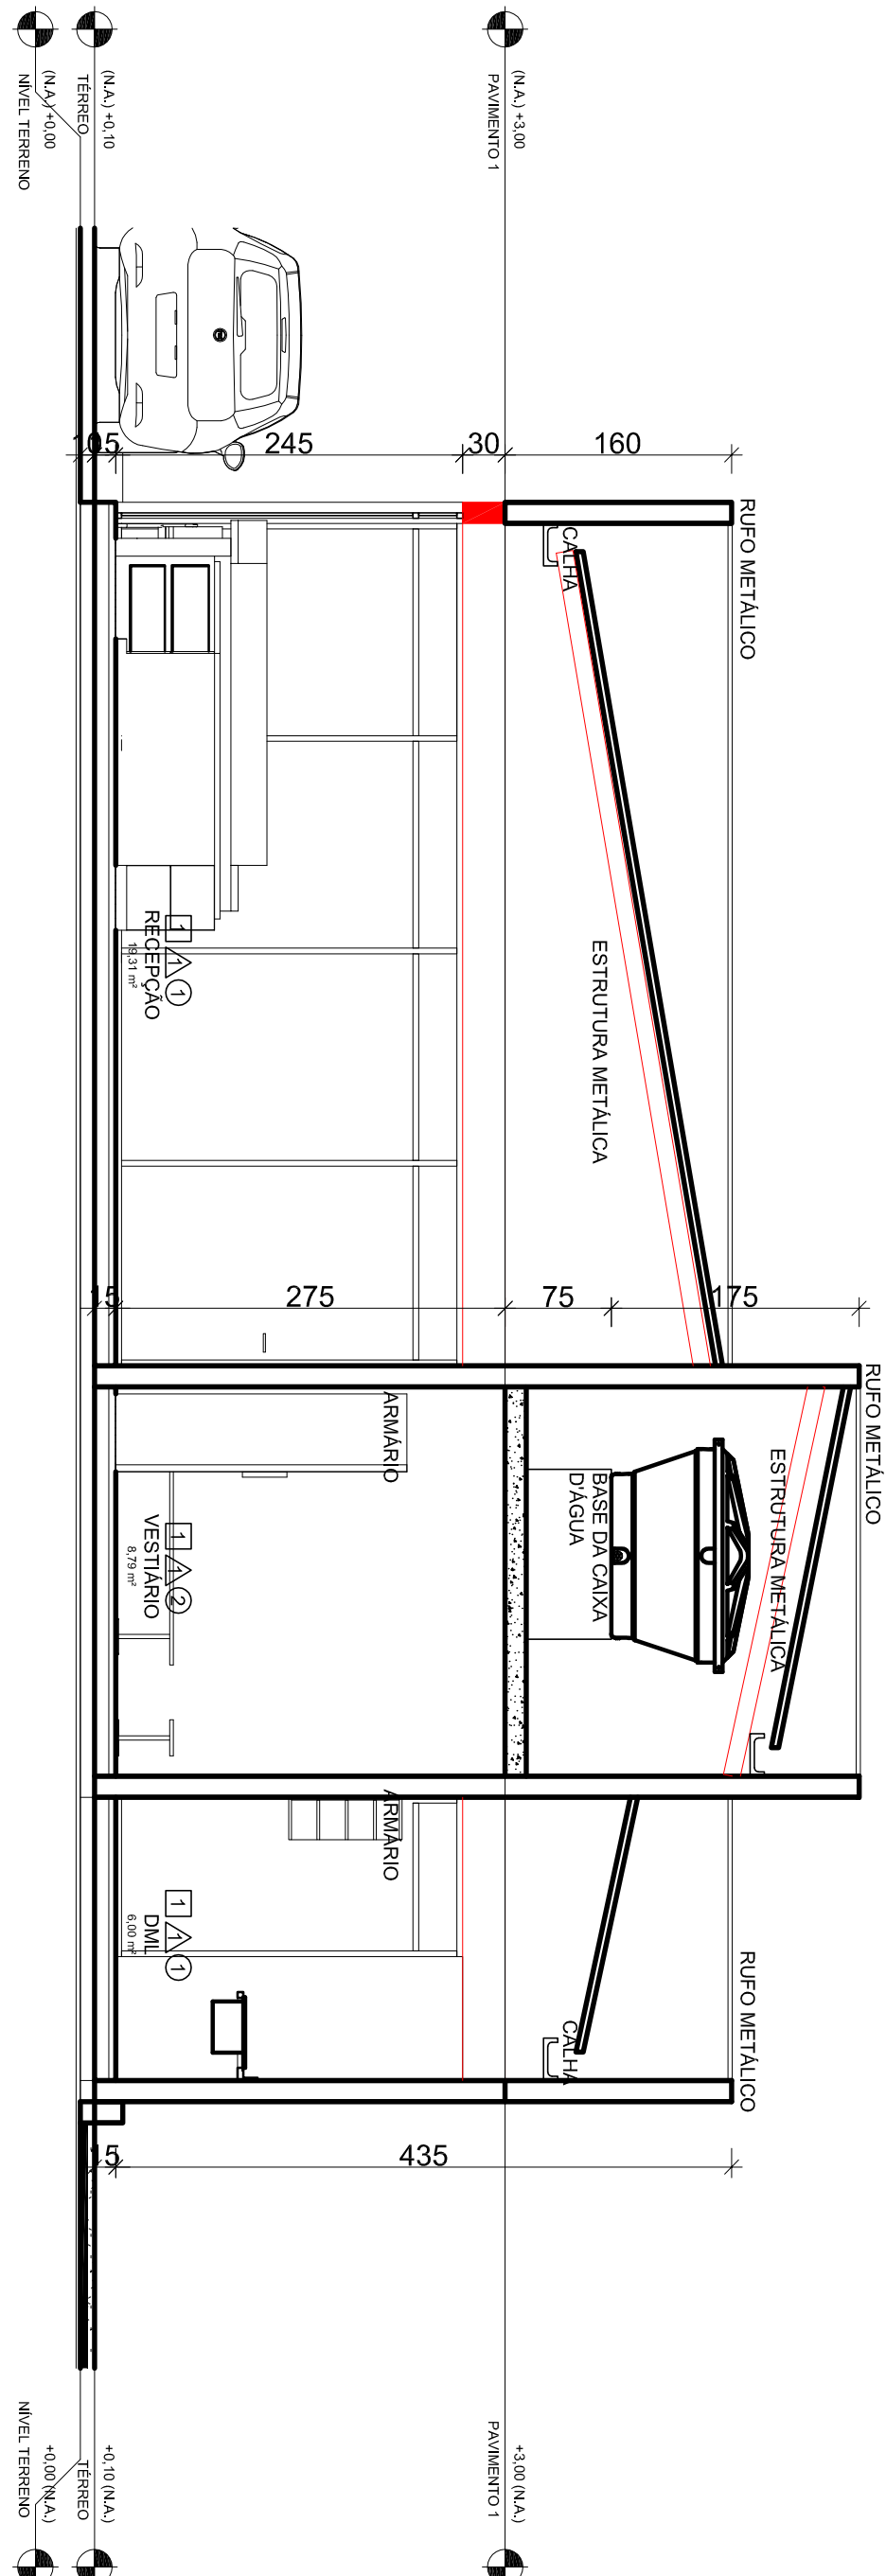 RUFO METÁLICO
RUFO METÁLICO
RUFO METÁLICO
ESTRUTURA METÁLICA
ESTRUTURA METÁLICA
CALHA
CALHA
BASE DA CAIXA
D'ÁGUA
160
30
245
10
15
175
75
275
15
435
15
(N.A.) +3,00
PAVIMENTO 1
+3,00 (N.A.)
PAVIMENTO 1
ARMÁRIO
ARMÁRIO
1
1
1
RECEPÇÃO
19,31 m²
1
1
2
VESTIÁRIO
8,79 m²
1
1
1
DML
6,00 m²
(N.A.) +0,10
TÉRREO
(N.A.) +0,00
NÍVEL TERRENO
+0,10 (N.A.)
TÉRREO
+0,00 (N.A.)
NÍVEL TERRENO